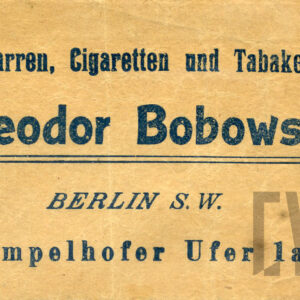 arren, Cigaretten und Tabake
eodor Bobows
BERLIN S.W.
mpelhofer Ufer 1a